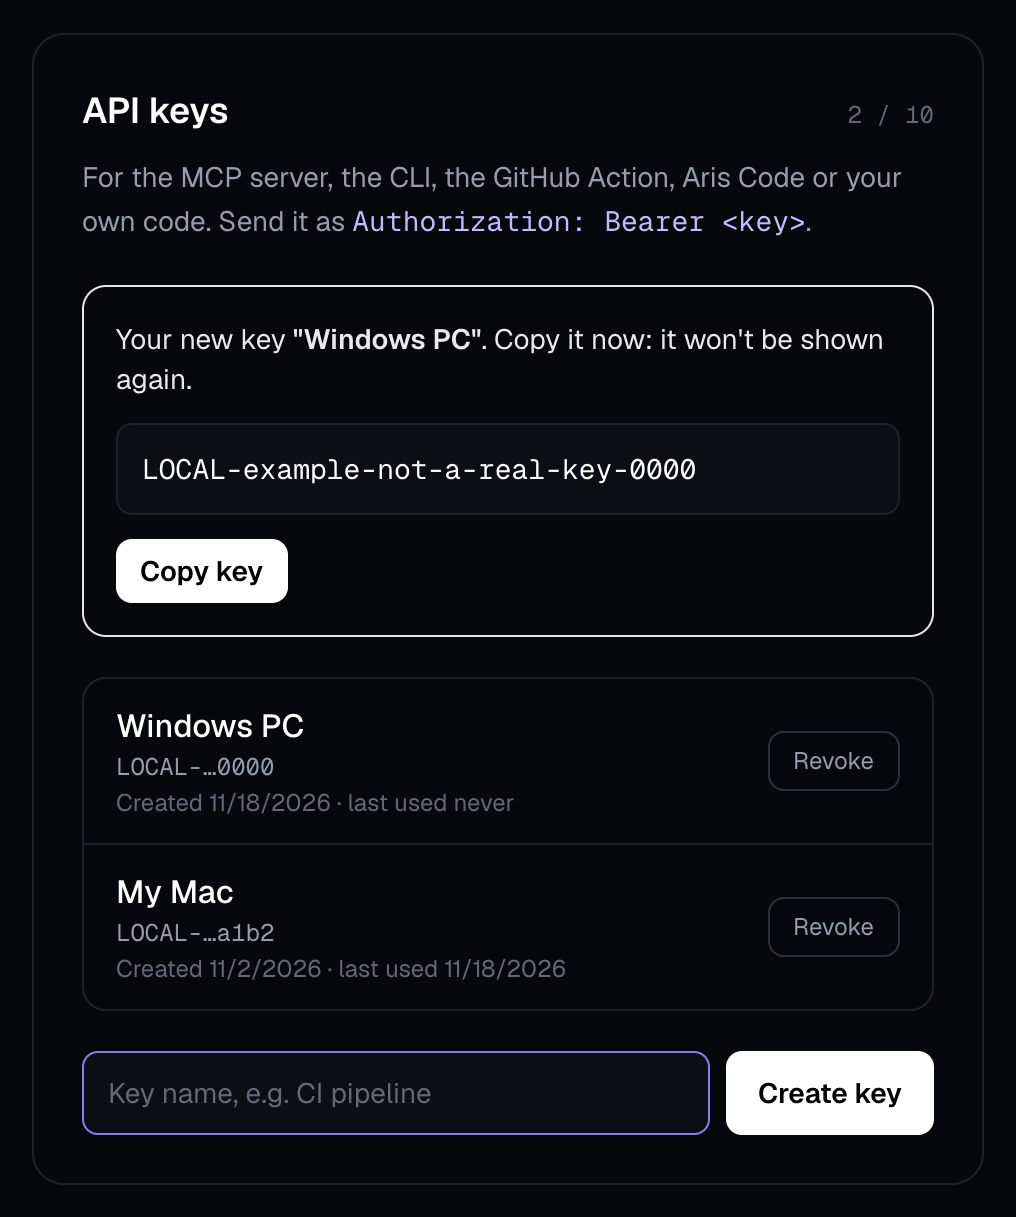 API keys
2 / 10
For the MCP server, the CLI, the GitHub Action, Aris Code or your
own code. Send it as Authorization: Bearer <key>.
Your new key "Windows PC". Copy it now: it won't be shown
again.
LOCAL-example-not-a-real-key-0000
Copy key
Windows PC
LOCAL-…0000
Created 11/18/2026 · last used never
Revoke
My Mac
LOCAL-…a1b2
Created 11/2/2026 · last used 11/18/2026
Revoke
Key name, e.g. CI pipeline
Create key